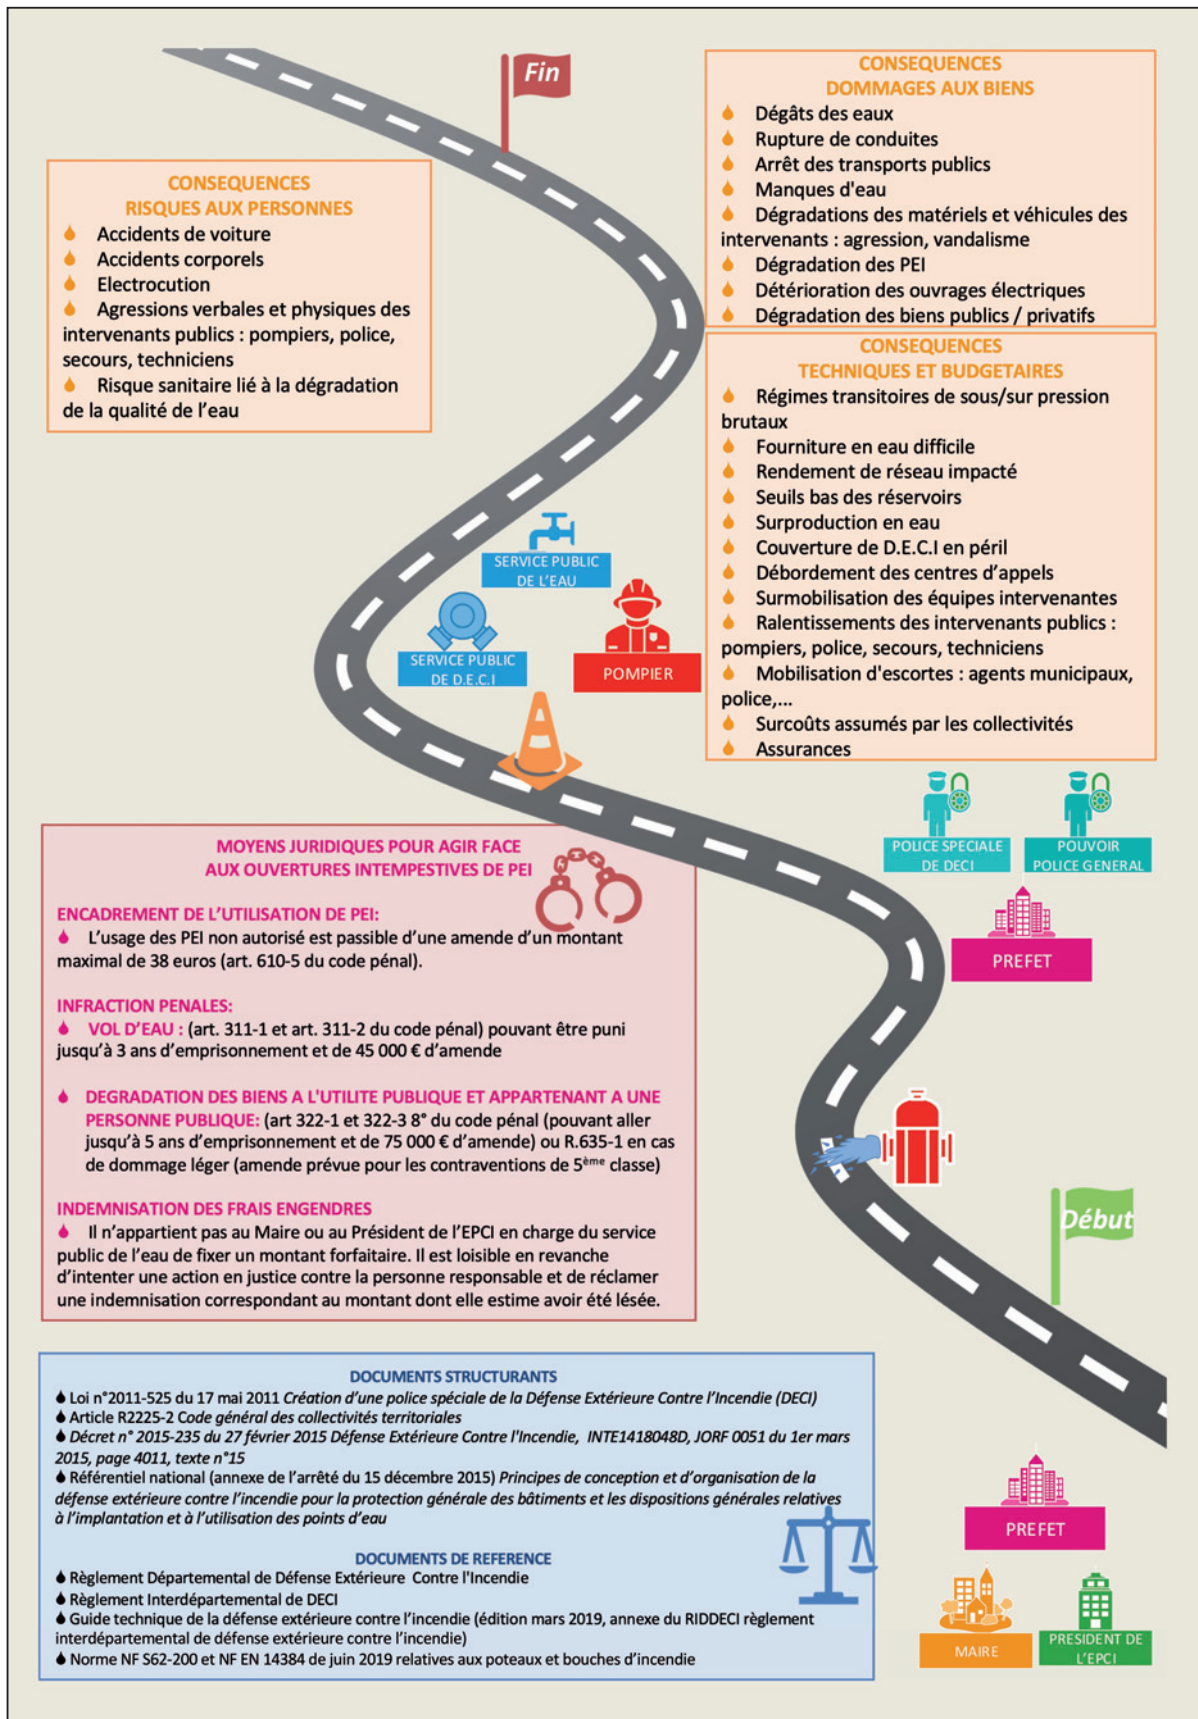 Fin
CONSEQUENCES
DOMMAGES AUX BIENS
Dégâts des eaux
Rupture de conduites
Arrêt des transports publics
Manques d'eau
Dégradations des matériels et véhicules des
intervenants : agression, vandalisme
Dégradation des PEI
Détérioration des ouvrages électriques
Dégradation des biens publics / privatifs
CONSEQUENCES
RISQUES AUX PERSONNES
Accidents de voiture
Accidents corporels
Electrocution
Agressions verbales et physiques des
intervenants publics : pompiers, police,
secours, techniciens
Risque sanitaire lié à la dégradation
de la qualité de l'eau
CONSEQUENCES
TECHNIQUES ET BUDGETAIRES
Régimes transitoires de sous/sur pression
brutaux
Fourniture en eau difficile
Rendement de réseau impacté
Seuils bas des réservoirs
Surproduction en eau
Couverture de D.E.C.I en péril
Débordement des centres d'appels
Surmobilisation des équipes intervenantes
Ralentissements des intervenants publics :
pompiers, police, secours, techniciens
Mobilisation d'escortes : agents municipaux,
police,...
Surcoûts assumés par les collectivités
Assurances
SERVICE PUBLIC
DE L'EAU
SERVICE PUBLIC
DE D.E.C.I
POMPIER
POLICE SPECIALE
DE DECI
POUVOIR
POLICE GENERAL
PREFET
MOYENS JURIDIQUES POUR AGIR FACE
AUX OUVERTURES INTEMPESTIVES DE PEI
ENCADREMENT DE L'UTILISATION DE PEI:
L'usage des PEI non autorisé est passible d'une amende d'un montant
maximal de 38 euros (art. 610-5 du code pénal).
INFRACTION PENALES:
VOL D'EAU : (art. 311-1 et art. 311-2 du code pénal) pouvant être puni
jusqu'à 3 ans d'emprisonnement et de 45 000 € d'amende
DEGRADATION DES BIENS A L'UTILITE PUBLIQUE ET APPARTENANT A UNE
PERSONNE PUBLIQUE: (art 322-1 et 322-3 8° du code pénal (pouvant aller
jusqu'à 5 ans d'emprisonnement et de 75 000 € d'amende) ou R.635-1 en cas
de dommage léger (amende prévue pour les contraventions de 5ème classe)
INDEMNISATION DES FRAIS ENGENDRES
Il n'appartient pas au Maire ou au Président de l'EPCI en charge du service
public de l'eau de fixer un montant forfaitaire. Il est loisible en revanche
d'intenter une action en justice contre la personne responsable et de réclamer
une indemnisation correspondant au montant dont elle estime avoir été lésée.
Début
DOCUMENTS STRUCTURANTS
Loi n°2011-525 du 17 mai 2011 Création d'une police spéciale de la Défense Extérieure Contre l'Incendie (DECI)
Article R2225-2 Code général des collectivités territoriales
Décret n° 2015-235 du 27 février 2015 Défense Extérieure Contre l'Incendie, INTE1418048D, JORF 0051 du 1er mars
2015, page 4011, texte n°15
Référentiel national (annexe de l'arrêté du 15 décembre 2015) Principes de conception et d'organisation de la
défense extérieure contre l'incendie pour la protection générale des bâtiments et les dispositions générales relatives
à l'implantation et à l'utilisation des points d'eau
DOCUMENTS DE REFERENCE
Règlement Départemental de Défense Extérieure Contre l'Incendie
Règlement Interdépartemental de DECI
Guide technique de la défense extérieure contre l'incendie (édition mars 2019, annexe du RIDDECI règlement
interdépartemental de défense extérieure contre l'incendie)
Norme NF S62-200 et NF EN 14384 de juin 2019 relatives aux poteaux et bouches d'incendie
PREFET
MAIRE
PRESIDENT DE
L'EPCI